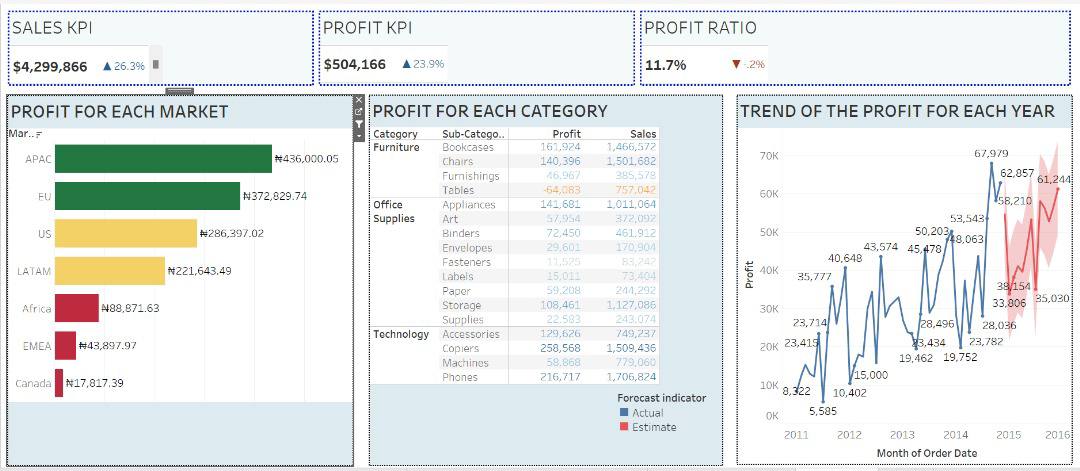 SALES KPI
$4,299,866 ▲ 26.3%
PROFIT KPI
$504,166 ▲ 23.9%
PROFIT RATIO
11.7% ▼ -.2%
PROFIT FOR EACH MARKET
Mar..
APAC ₦436,000.05
EU ₦372,829.74
US ₦286,397.02
LATAM ₦221,643.49
Africa ₦88,871.63
EMEA ₦43,897.97
Canada ₦17,817.39
PROFIT FOR EACH CATEGORY
Category Sub-Catego.. Profit Sales
Furniture Bookcases 161,924 1,466,572
Chairs 140,396 1,501,682
Furnishings 46,967 385,578
Tables -64,083 757,042
Office Appliances 141,681 1,011,064
Supplies Art 57,954 372,092
Binders 72,450 461,912
Envelopes 29,601 170,904
Fasteners 11,525 83,242
Labels 15,011 73,404
Paper 59,208 244,292
Storage 108,461 1,127,086
Supplies 22,583 243,074
Technology Accessories 129,626 749,237
Copiers 258,568 1,509,436
Machines 58,868 779,060
Phones 216,717 1,706,824
Forecast indicator
Actual
Estimate
TREND OF THE PROFIT FOR EACH YEAR
Profit
70K
60K
50K
40K
30K
20K
10K
0K
67,979
62,857
61,244
58,210
53,543
50,203
48,063
45,478
43,574
40,648
38,154
35,777
35,030
33,806
28,496
28,036
23,714
23,415
23,434
23,782
19,462
19,752
15,000
10,402
8,322
5,585
2011 2012 2013 2014 2015 2016
Month of Order Date